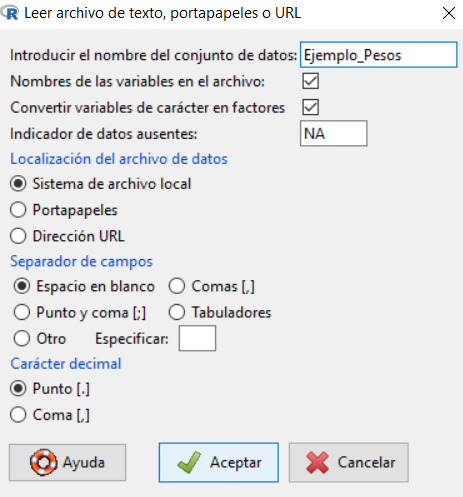 Leer archivo de texto, portapapeles o URL
Introducir el nombre del conjunto de datos: Ejemplo_Pesos
Nombres de las variables en el archivo:
Convertir variables de carácter en factores
Indicador de datos ausentes: NA
Localización del archivo de datos
Sistema de archivo local
Portapapeles
Dirección URL
Separador de campos
Espacio en blanco Comas [,]
Punto y coma [;] Tabuladores
Otro Especificar:
Carácter decimal
Punto [.]
Coma [,]
Ayuda Aceptar Cancelar